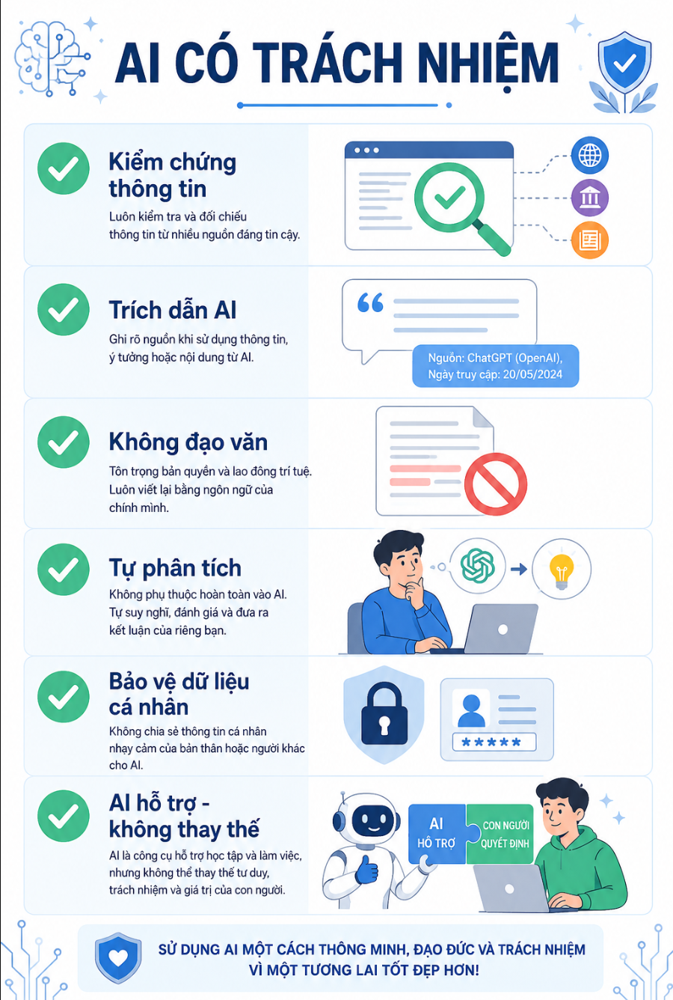 AI CÓ TRÁCH NHIỆM
Kiểm chứng
thông tin
Luôn kiểm tra và đối chiếu
thông tin từ nhiều nguồn đáng tin cậy.
Trích dẫn AI
Ghi rõ nguồn khi sử dụng thông tin,
ý tưởng hoặc nội dung từ AI.
Nguồn: ChatGPT (OpenAI),
Ngày truy cập: 20/05/2024
Không đạo văn
Tôn trọng bản quyền và lao đông trí tuệ.
Luôn viết lại bằng ngôn ngữ của
chính mình.
Tự phân tích
Không phụ thuộc hoàn toàn vào AI.
Tự suy nghĩ, đánh giá và đưa ra
kết luận của riêng bạn.
Bảo vệ dữ liệu
cá nhân
Không chia sẻ thông tin cá nhân
nhạy cảm của bản thân hoặc người khác
cho AI.
*****
AI hỗ trợ -
không thay thế
AI là công cụ hỗ trợ học tập và làm việc,
nhưng không thể thay thế tư duy,
trách nhiệm và giá trị của con người.
AI
HỖ TRỢ
CON NGƯỜI
QUYẾT ĐỊNH
SỬ DỤNG AI MỘT CÁCH THÔNG MINH, ĐẠO ĐỨC VÀ TRÁCH NHIỆM
VÌ MỘT TƯƠNG LAI TỐT ĐẸP HƠN!